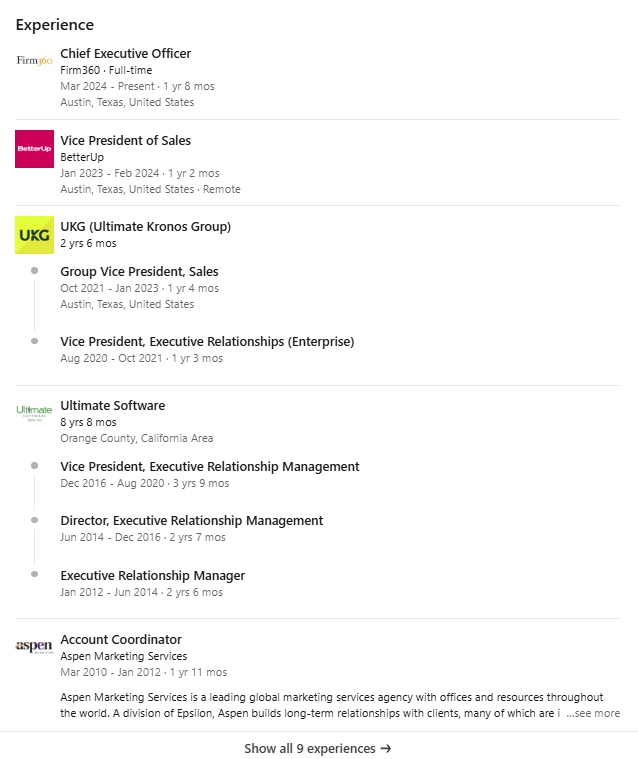 Experience
Firm360
Chief Executive Officer
Firm360 · Full-time
Mar 2024 - Present · 1 yr 8 mos
Austin, Texas, United States
BetterUp
Vice President of Sales
BetterUp
Jan 2023 - Feb 2024 · 1 yr 2 mos
Austin, Texas, United States · Remote
UKG
UKG (Ultimate Kronos Group)
2 yrs 6 mos
Group Vice President, Sales
Oct 2021 - Jan 2023 · 1 yr 4 mos
Austin, Texas, United States
Vice President, Executive Relationships (Enterprise)
Aug 2020 - Oct 2021 · 1 yr 3 mos
Ultimate
SOFTWARE
Ultimate Software
8 yrs 8 mos
Orange County, California Area
Vice President, Executive Relationship Management
Dec 2016 - Aug 2020 · 3 yrs 9 mos
Director, Executive Relationship Management
Jun 2014 - Dec 2016 · 2 yrs 7 mos
Executive Relationship Manager
Jan 2012 - Jun 2014 · 2 yrs 6 mos
aspen
Account Coordinator
Aspen Marketing Services
Mar 2010 - Jan 2012 · 1 yr 11 mos
Aspen Marketing Services is a leading global marketing services agency with offices and resources throughout
the world. A division of Epsilon, Aspen builds long-term relationships with clients, many of which are i ...see more
Show all 9 experiences →